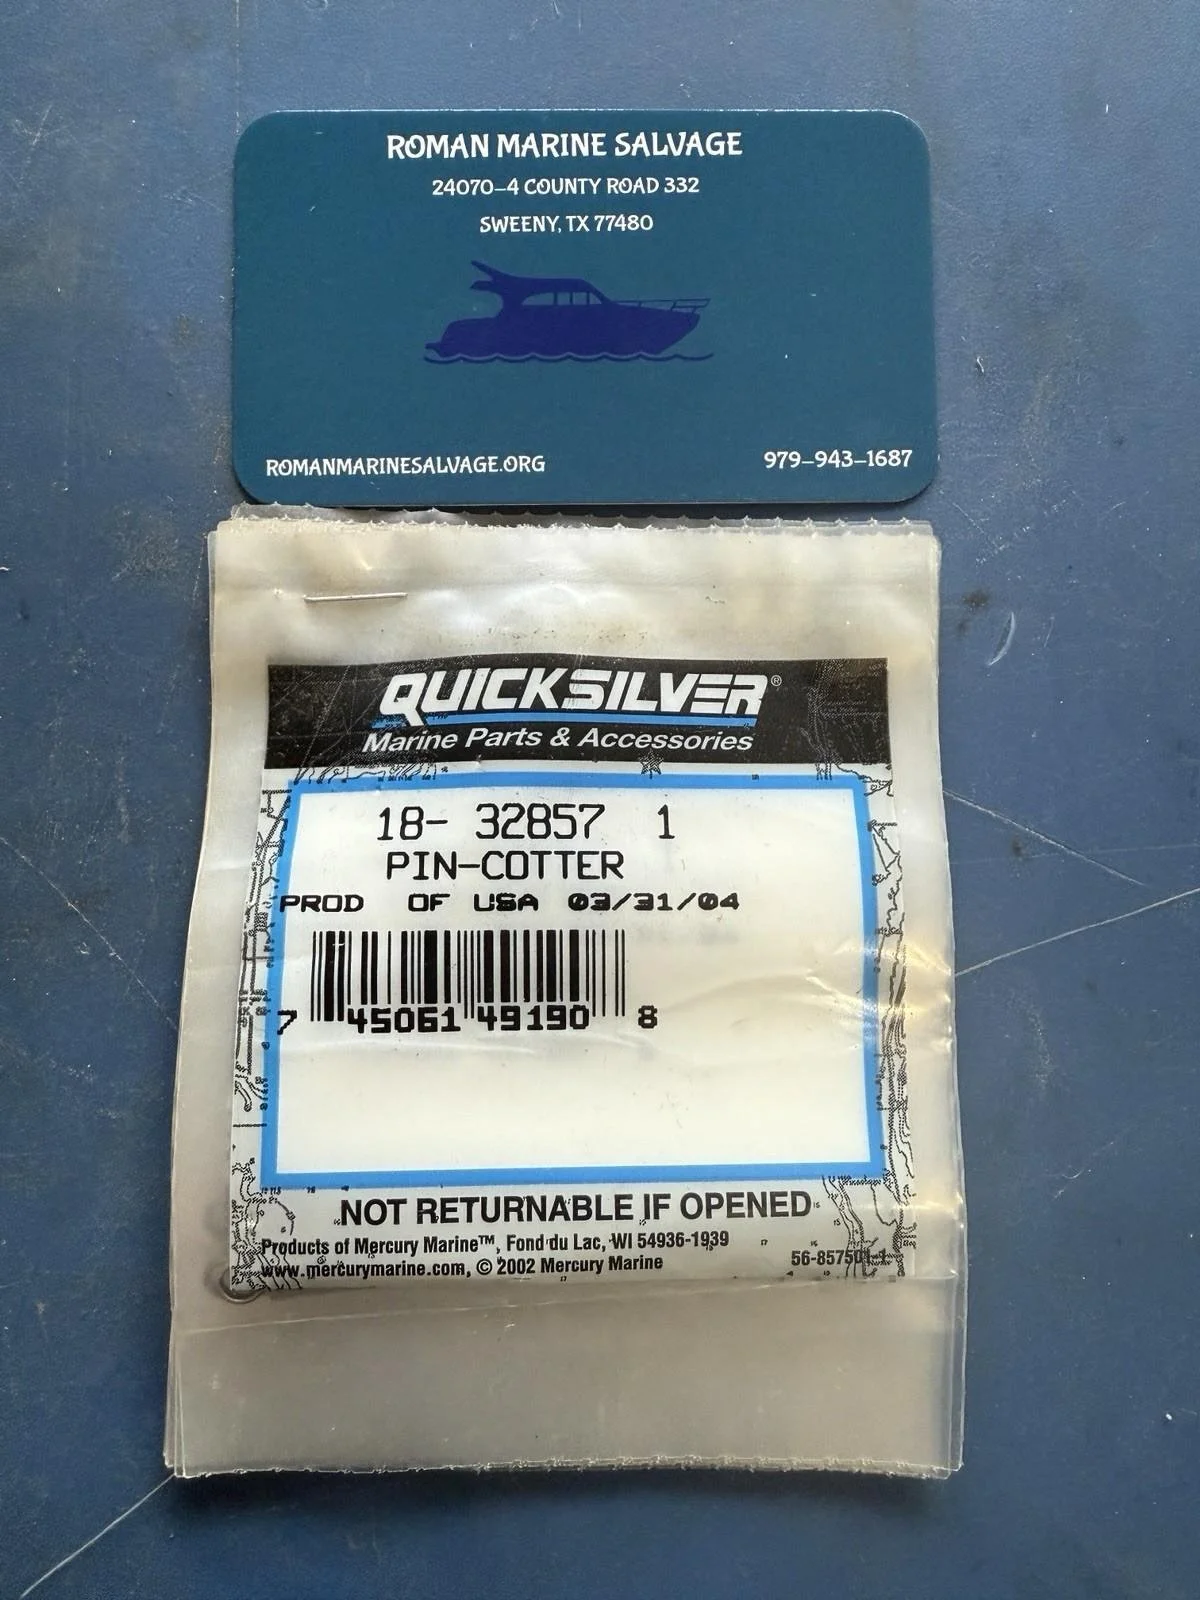 ROMAN MARINE SALVAGE
24070-4 COUNTY ROAD 332
SWEENY, TX 77480
ROMANMARINESALVAGE.ORG
979-943-1687
QUICKSILVER®
Marine Parts & Accessories
18- 32857 1
PIN-COTTER
PROD OF USA 03/31/04
7 45061 49190 8
NOT RETURNABLE IF OPENED
Products of Mercury Marine™, Fond du Lac, WI 54936-1939
www.mercurymarine.com, © 2002 Mercury Marine